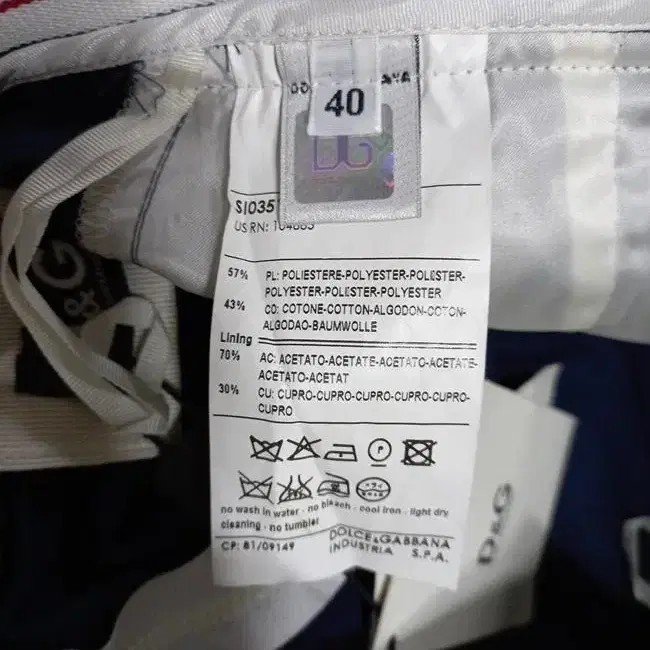 40
DG
SI035
US RN: 104883
57% PL: POLIESTERE-POLYESTER-POLIESTER-
POLYESTER-POLIESTER-POLYESTER
43% CO: COTONE-COTTON-ALGODON-COTON-
ALGODAO-BAUMWOLLE
Lining
70% AC: ACETATO-ACETATE-ACETATO-ACETATE-
ACETATO-ACETAT
30% CU: CUPRO-CUPRO-CUPRO-CUPRO-CUPRO-
CUPRO
no wash in water - no bleach - cool iron - light dry
cleaning - no tumbler
CP: 81/09149
DOLCE&GABBANA
INDUSTRIA S.P.A.
D&G
&G